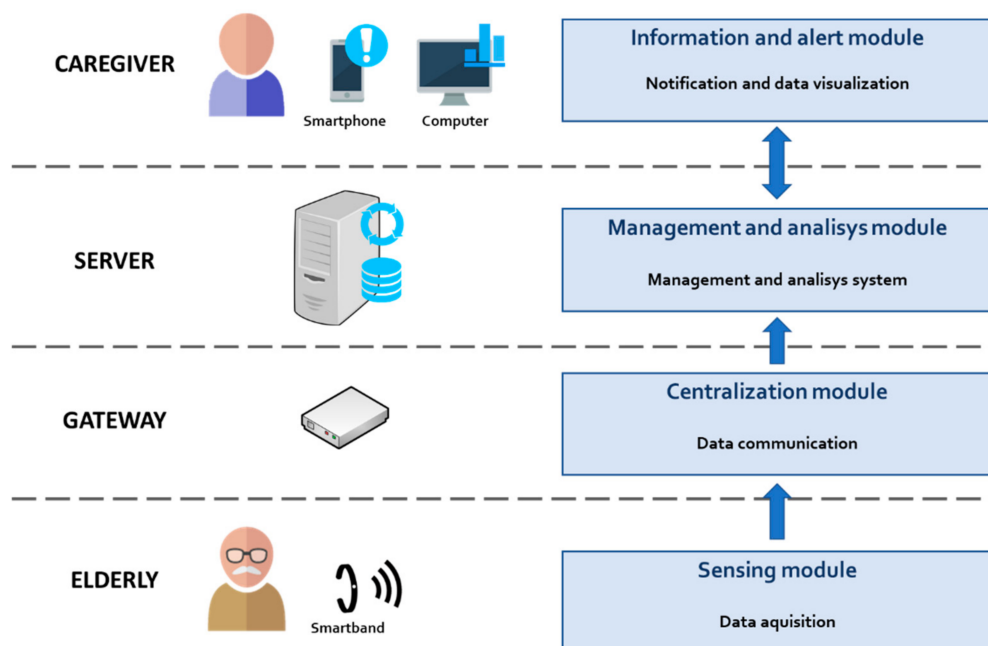 CAREGIVER
Smartphone
Computer
Information and alert module
Notification and data visualization
SERVER
Management and analisys module
Management and analisys system
GATEWAY
Centralization module
Data communication
ELDERLY
Smartband
Sensing module
Data aquisition